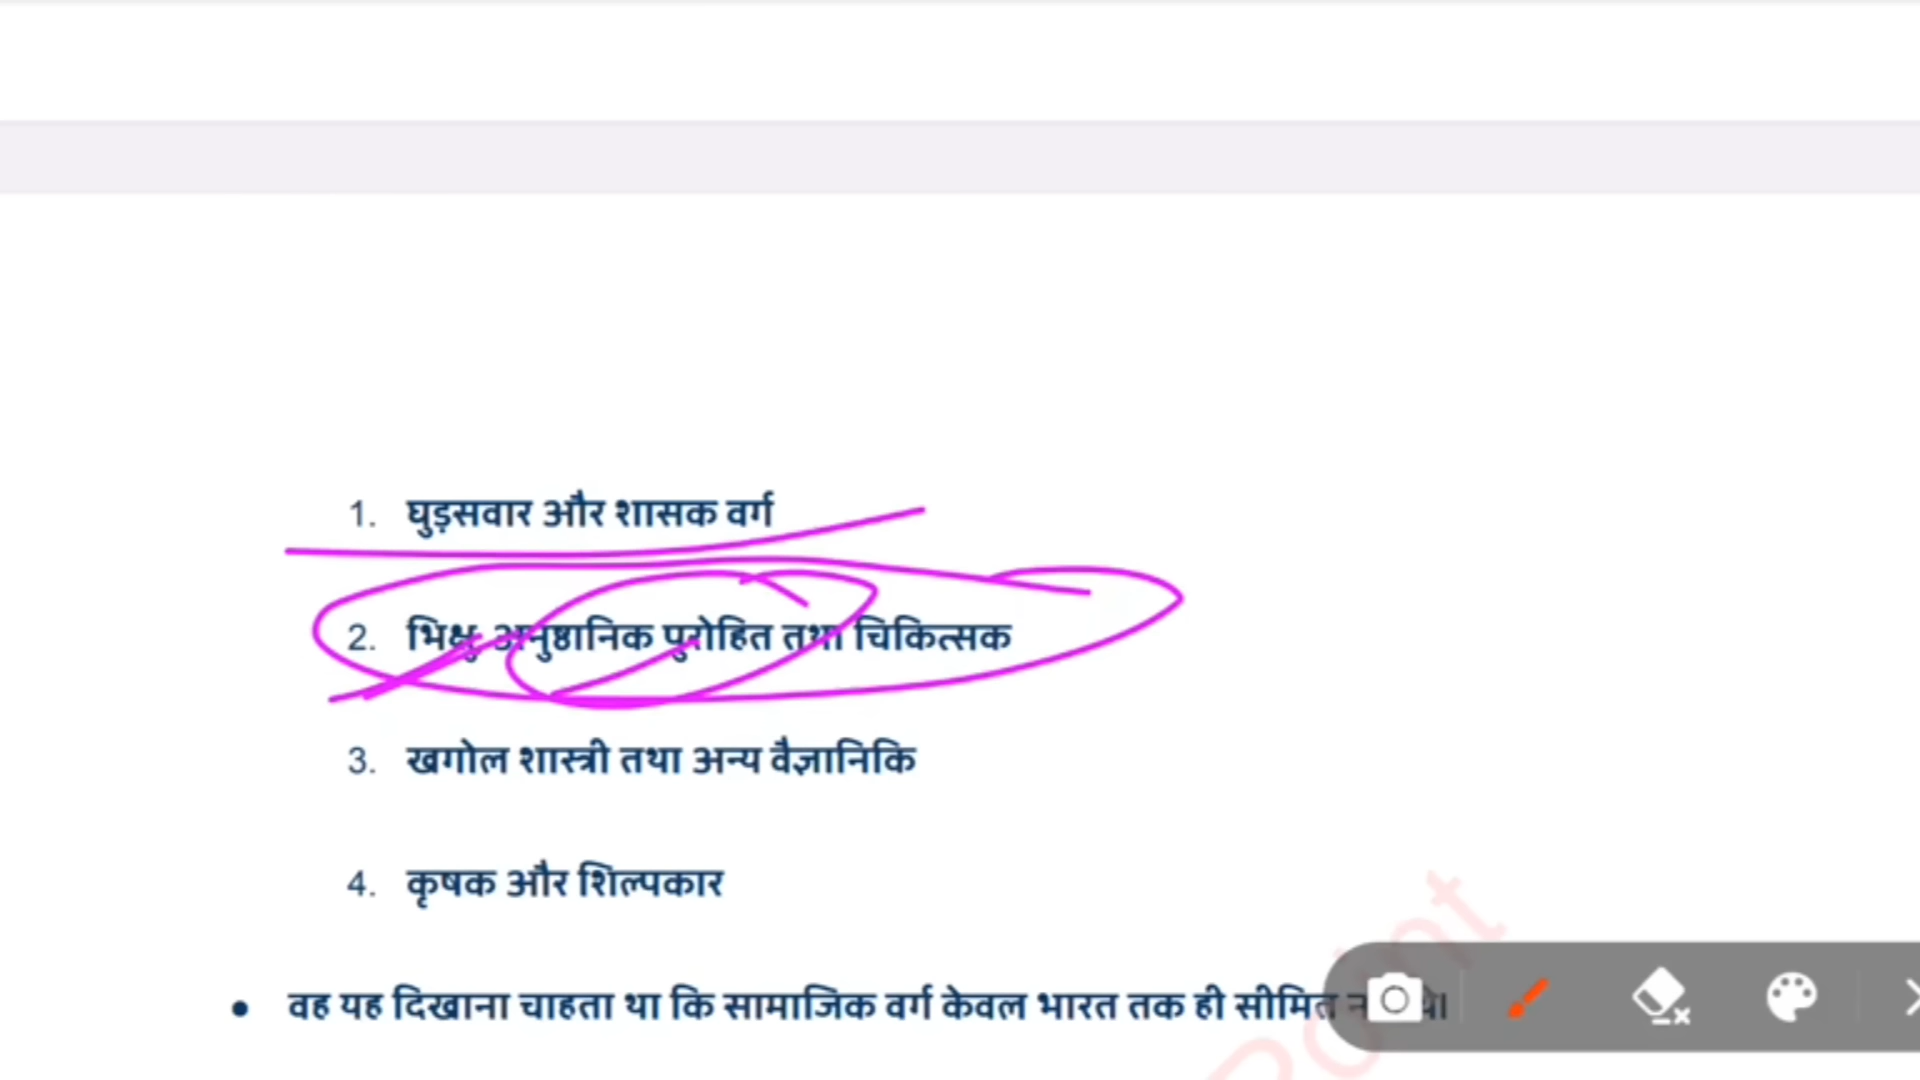 1. घुड़सवार और शासक वर्ग
2. भिक्षु अनुष्ठानिक पुरोहित तथा चिकित्सक
3. खगोल शास्त्री तथा अन्य वैज्ञानिकि
4. कृषक और शिल्पकार
• वह यह दिखाना चाहता था कि सामाजिक वर्ग केवल भारत तक ही सीमित
Point